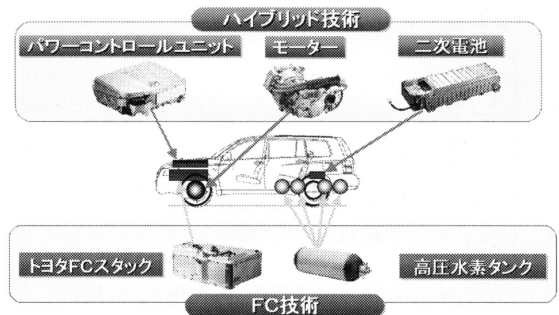 ハイブリッド技術
パワーコントロールユニット
モーター
二次電池
トヨタFCスタック
高圧水素タンク
FC技術